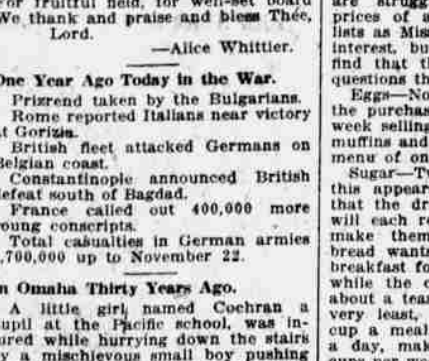 or fruitful field, for well-set board
We thank and praise and bless Thee,
Lord.
—Alice Whittier.
One Year Ago Today in the War.
Prizrend taken by the Bulgarians.
Rome reported Italians near victory
at Gorizia.
British fleet attacked Germans on
Belgian coast.
Constantinople announced British
defeat south of Bagdad.
France called out 400,000 more
young conscripts.
Total casualties in German armies
,700,000 up to November 22.
In Omaha Thirty Years Ago.
A little girl named Cochran a
pupil at the Pacific school, was in-
jured while hurrying down the stairs
by a mischievous small boy pushing
are strugg
prices of a
lists as Mis
interest, bu
find that th
questions th
Eggs—No
the purchas
week selling
muffins and
menu of on
Sugar—Tw
this appear
that the dr
will each re
make them
bread wants
breakfast fo
while the c
about a tea
very least,
cup a meal
a day, mak